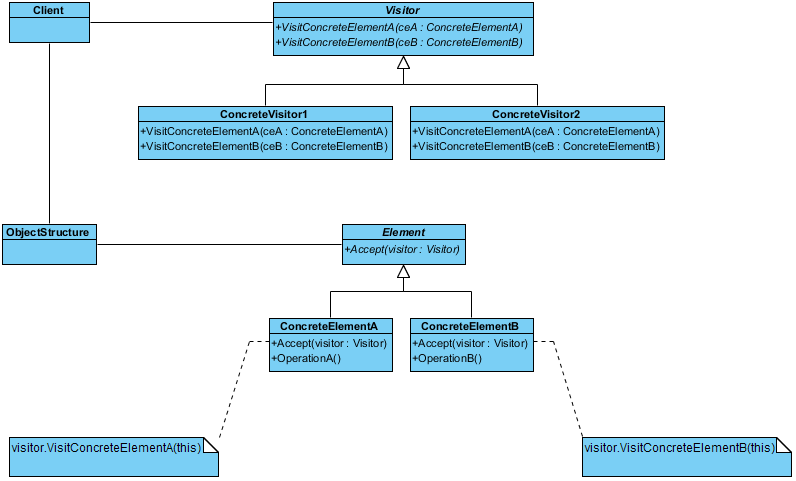 Client
Visitor
+VisitConcreteElementA(ceA : ConcreteElementA)
+VisitConcreteElementB(ceB : ConcreteElementB)
ConcreteVisitor1
+VisitConcreteElementA(ceA : ConcreteElementA)
+VisitConcreteElementB(ceB : ConcreteElementB)
ConcreteVisitor2
+VisitConcreteElementA(ceA : ConcreteElementA)
+VisitConcreteElementB(ceB : ConcreteElementB)
ObjectStructure
Element
+Accept(visitor : Visitor)
ConcreteElementA
+Accept(visitor : Visitor)
+OperationA()
ConcreteElementB
+Accept(visitor : Visitor)
+OperationB()
visitor.VisitConcreteElementA(this)
visitor.VisitConcreteElementB(this)